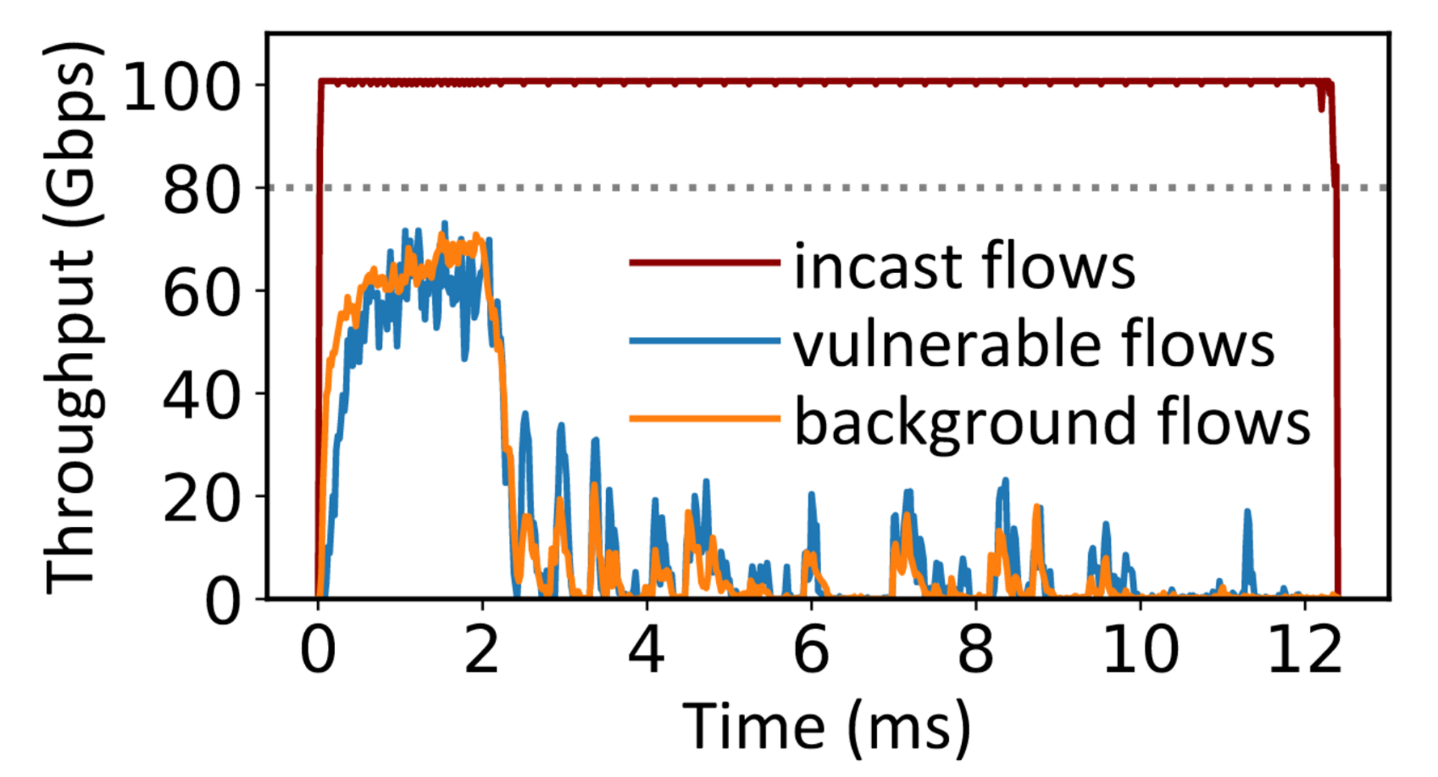 Throughput (Gbps)
100
80
60
40
20
0
incast flows
vulnerable flows
background flows
0 2 4 6 8 10 12
Time (ms)